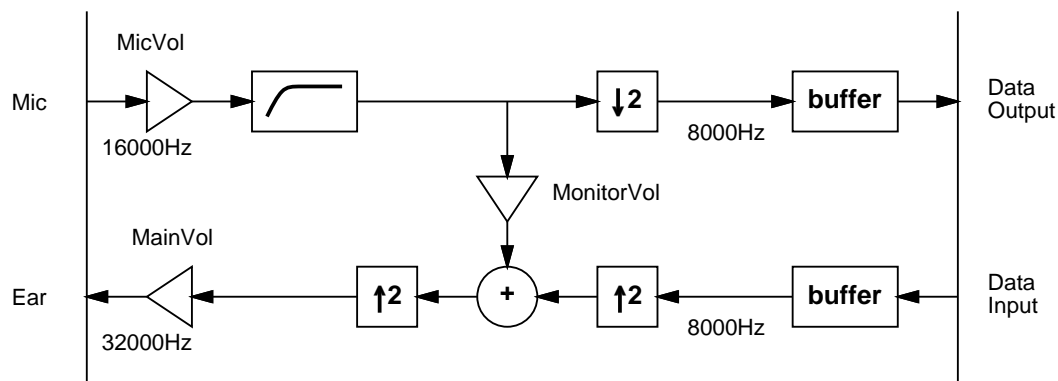 MicVol
Mic
16000Hz
↓2
8000Hz
buffer
Data
Output
MonitorVol
MainVol
Ear
32000Hz
↑2
+
↑2
8000Hz
buffer
Data
Input